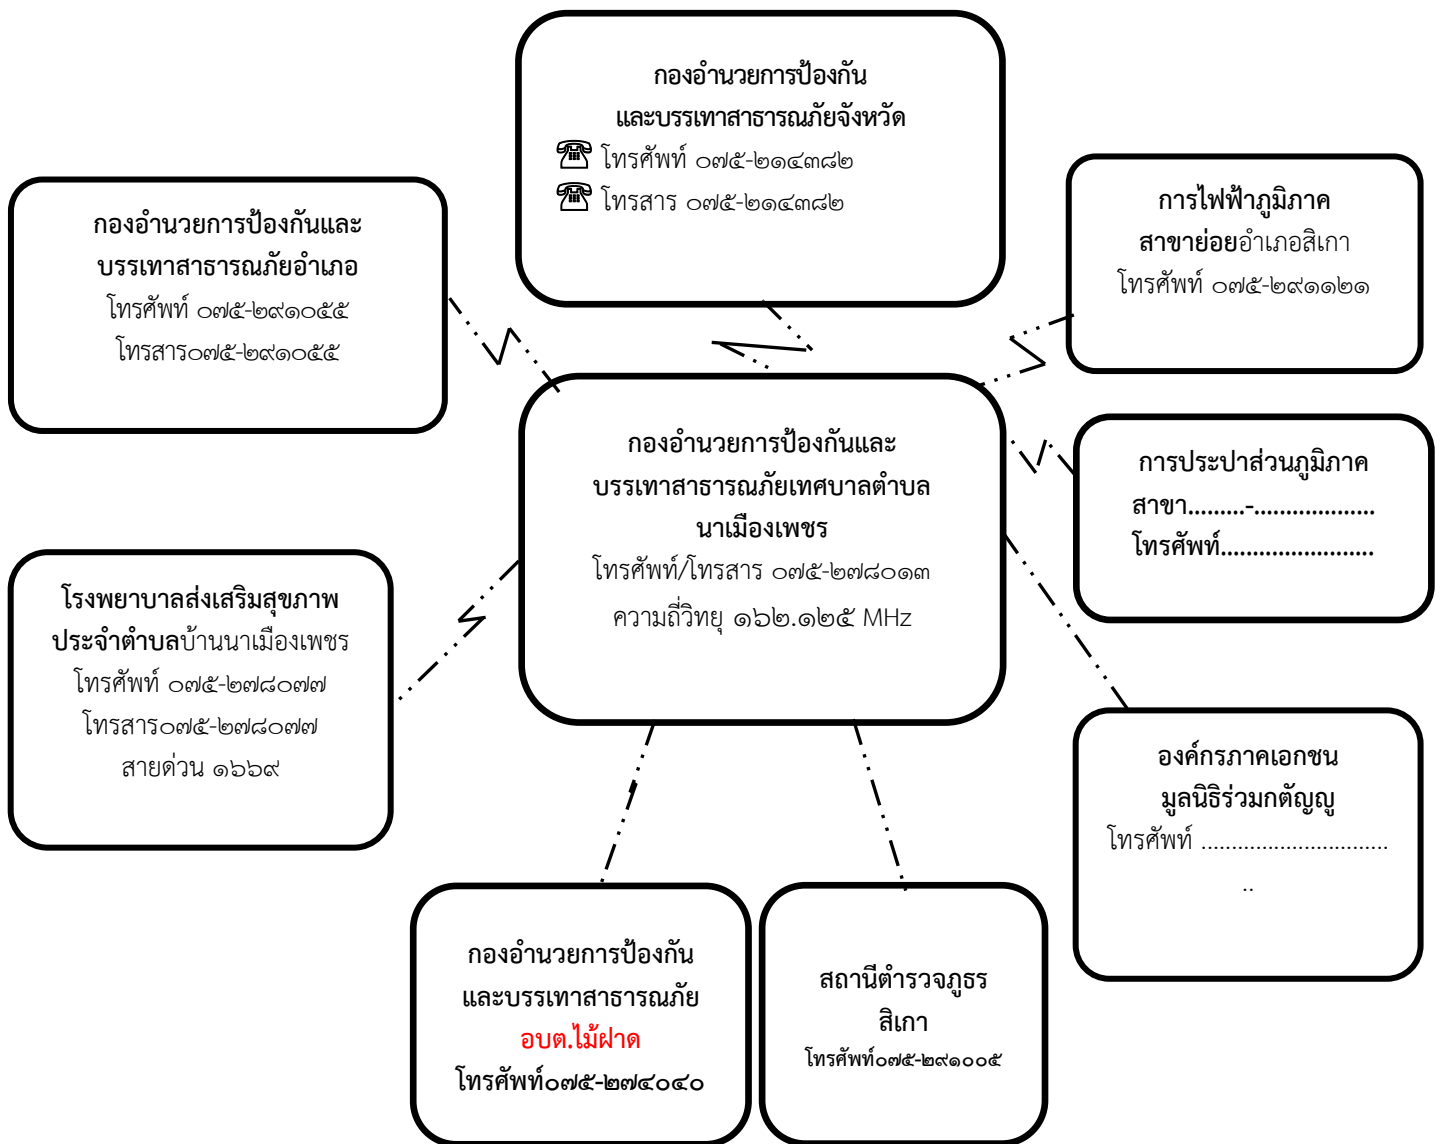 กองอำนวยการป้องกัน
และบรรเทาสาธารณภัยจังหวัด
โทรศัพท์ ๐๗๕-๒๑๔๓๘๒
โทรสาร ๐๗๕-๒๑๔๓๘๒
กองอำนวยการป้องกันและ
บรรเทาสาธารณภัยอำเภอ
โทรศัพท์ ๐๗๕-๒๙๑๐๕๕
โทรสาร๐๗๕-๒๙๑๐๕๕
การไฟฟ้าภูมิภาค
สาขาย่อยอำเภอสิเกา
โทรศัพท์ ๐๗๕-๒๙๑๑๒๑
กองอำนวยการป้องกันและ
บรรเทาสาธารณภัยเทศบาลตำบล
นาเมืองเพชร
โทรศัพท์/โทรสาร ๐๗๕-๒๗๘๐๑๓
ความถี่วิทยุ ๑๖๒.๑๒๕ MHz
การประปาส่วนภูมิภาค
สาขา.........-...................
โทรศัพท์........................
โรงพยาบาลส่งเสริมสุขภาพ
ประจำตำบลบ้านนาเมืองเพชร
โทรศัพท์ ๐๗๕-๒๗๘๐๗๗
โทรสาร๐๗๕-๒๗๘๐๗๗
สายด่วน ๑๖๖๙
องค์กรภาคเอกชน
มูลนิธิร่วมกตัญญู
โทรศัพท์ ...............................
..
กองอำนวยการป้องกัน
และบรรเทาสาธารณภัย
อบต.ไม้ฝาด
โทรศัพท์๐๗๕-๒๗๔๐๔๐
สถานีตำรวจภูธร
สิเกา
โทรศัพท์๐๗๕-๒๙๑๐๐๕